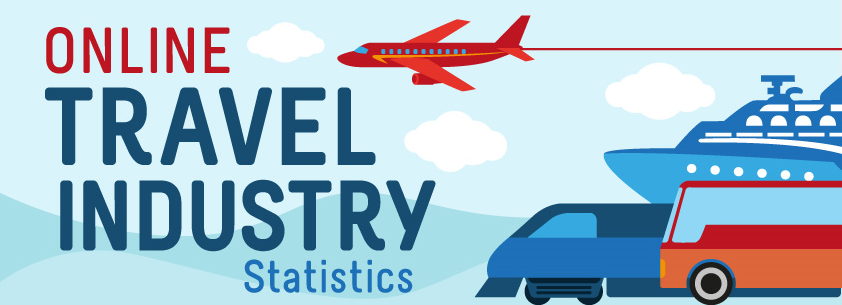 ONLINE
TRAVEL
INDUSTRY
Statistics